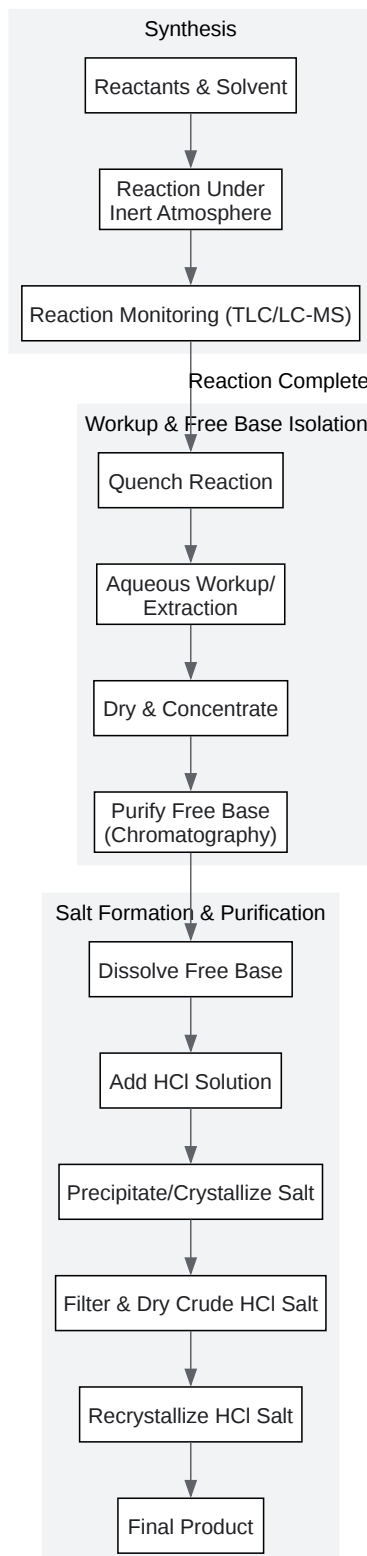 Synthesis
Reactants & Solvent
Reaction Under
Inert Atmosphere
Reaction Monitoring (TLC/LC-MS)
Reaction Complete
Workup & Free Base Isolation
Quench Reaction
Aqueous Workup/
Extraction
Dry & Concentrate
Purify Free Base
(Chromatography)
Salt Formation & Purification
Dissolve Free Base
Add HCl Solution
Precipitate/Crystallize Salt
Filter & Dry Crude HCl Salt
Recrystallize HCl Salt
Final Product